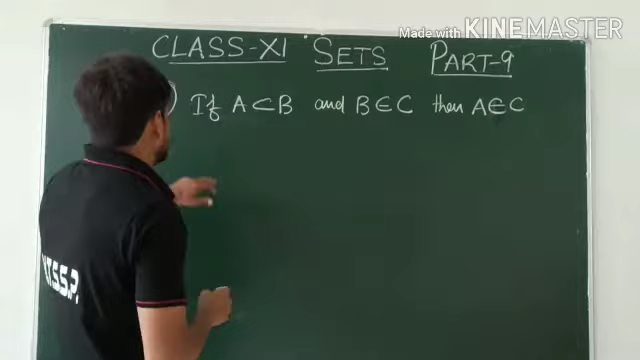 Made with KINEMASTER
CLASS-XI SETS PART-9
) If A ⊂ B and B ∈ C then A ∈ C
T.S.S.P.